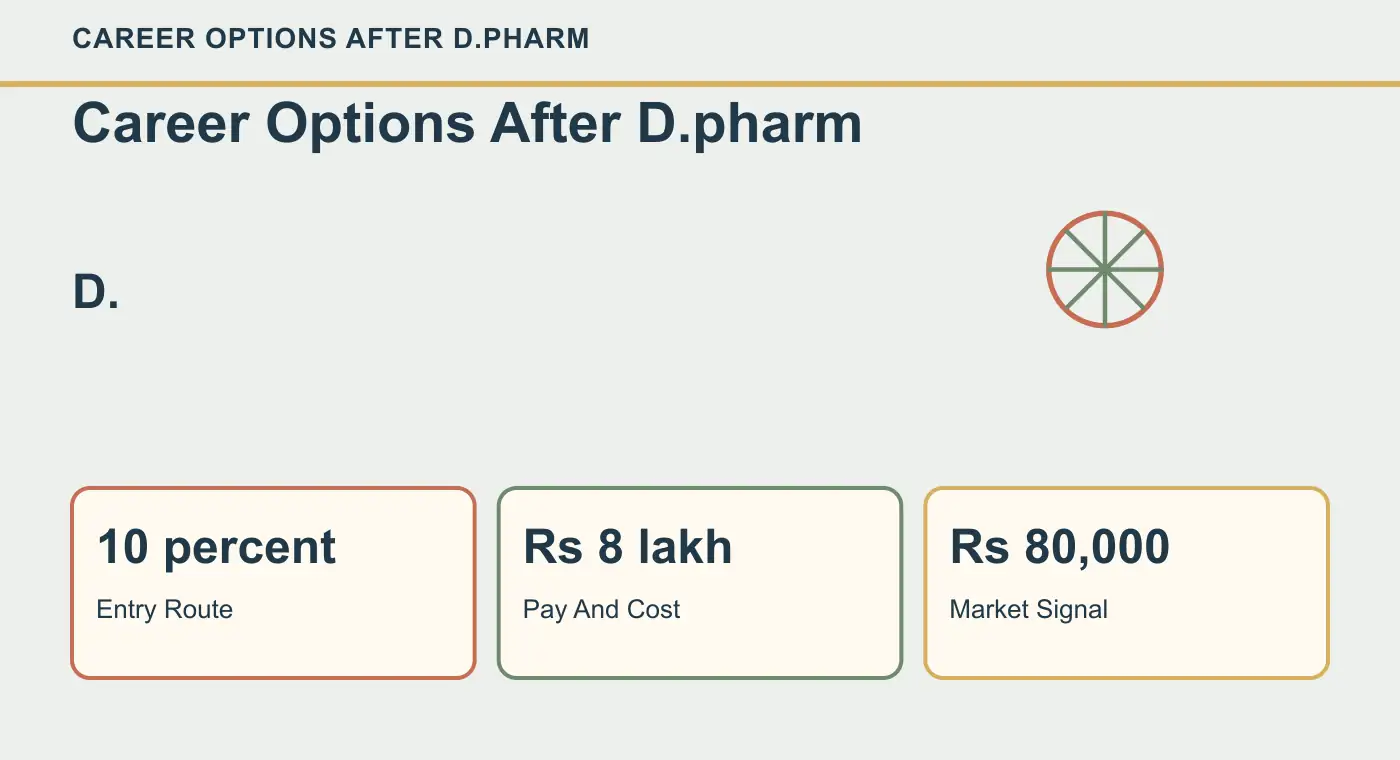 CAREER OPTIONS AFTER D.PHARM
Career Options After D.pharm
D.
10 percent
Entry Route
Rs 8 lakh
Pay And Cost
Rs 80,000
Market Signal